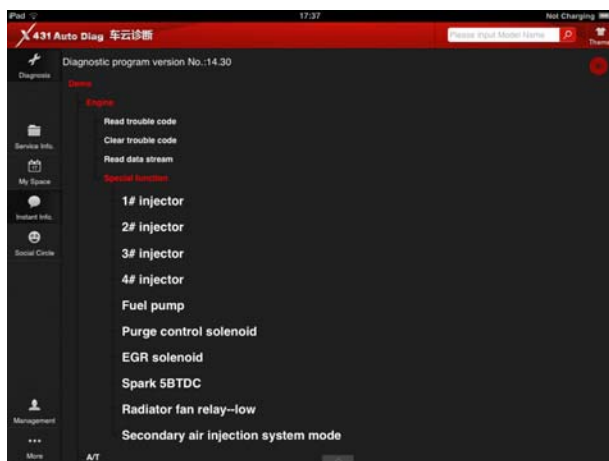 iPad 17:37 Not Charging
X 431 Auto Diag 车云诊断 Please Input Model Name Theme
Diagnosis
Diagnostic program version No.:14.30
Demo
Engine
Read trouble code
Clear trouble code
Read data stream
Special function
1# injector
2# injector
3# injector
4# injector
Fuel pump
Purge control solenoid
EGR solenoid
Spark 5BTDC
Radiator fan relay--low
Secondary air injection system mode
A/T
Service Info.
My Space
Instant Info.
Social Circle
Management
More